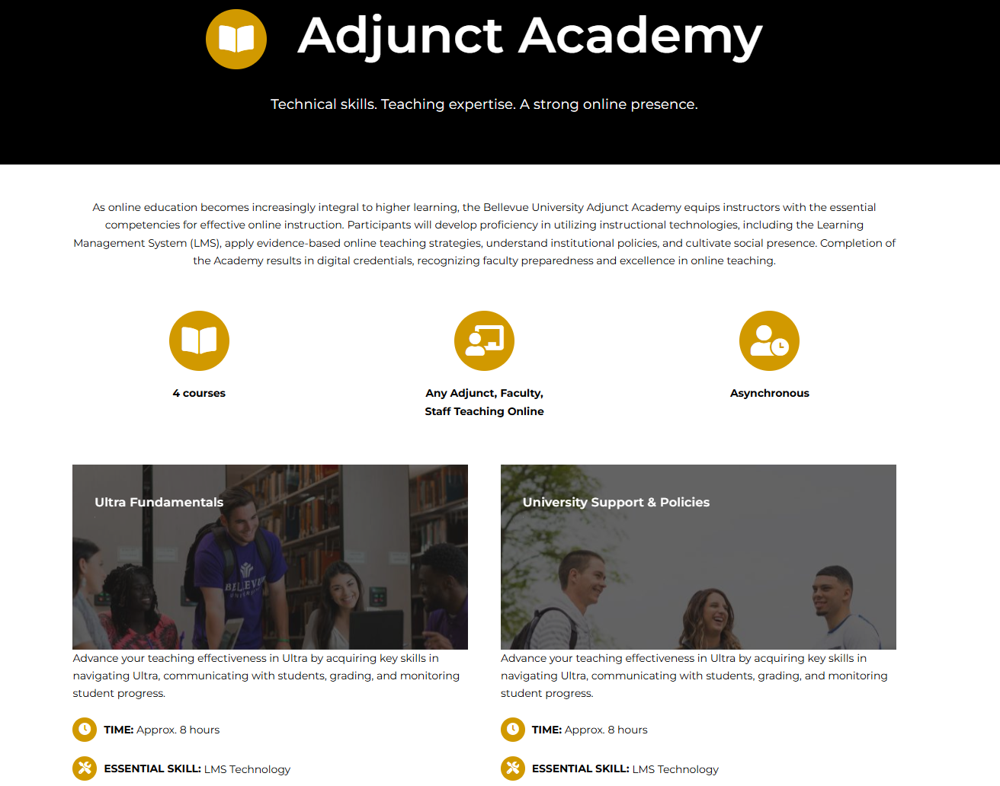 Adjunct Academy
Technical skills. Teaching expertise. A strong online presence.
As online education becomes increasingly integral to higher learning, the Bellevue University Adjunct Academy equips instructors with the essential
competencies for effective online instruction. Participants will develop proficiency in utilizing instructional technologies, including the Learning
Management System (LMS), apply evidence-based online teaching strategies, understand institutional policies, and cultivate social presence. Completion of
the Academy results in digital credentials, recognizing faculty preparedness and excellence in online teaching.
4 courses
Any Adjunct, Faculty,
Staff Teaching Online
Asynchronous
Ultra Fundamentals
Advance your teaching effectiveness in Ultra by acquiring key skills in
navigating Ultra, communicating with students, grading, and monitoring
student progress.
TIME: Approx. 8 hours
ESSENTIAL SKILL: LMS Technology
University Support & Policies
Advance your teaching effectiveness in Ultra by acquiring key skills in
navigating Ultra, communicating with students, grading, and monitoring
student progress.
TIME: Approx. 8 hours
ESSENTIAL SKILL: LMS Technology